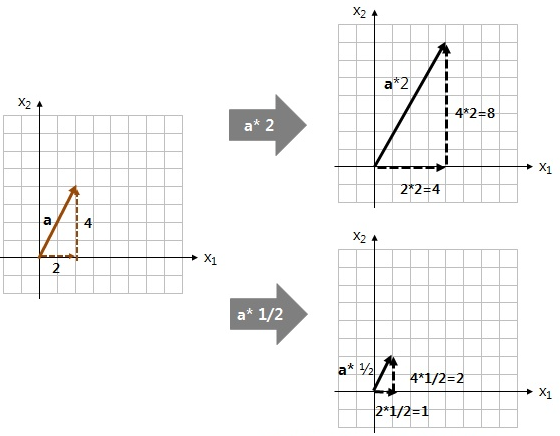 x₂
a
4
2
x₁
a* 2
x₂
a*2
4*2=8
2*2=4
x₁
a* 1/2
x₂
a* ½
4*1/2=2
2*1/2=1
x₁